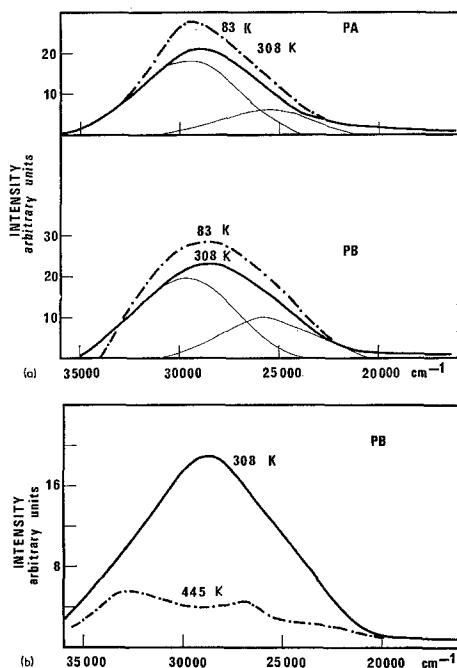 83 K
PA
308 K
20
10
INTENSITY
arbitrary units
83 K
308 K
PB
30
20
10
(a)
35000 30000 25000 20000 cm⁻¹
PB
308 K
16
INTENSITY
arbitrary units
8
445 K
(b)
35000 30000 25000 20000 cm⁻¹